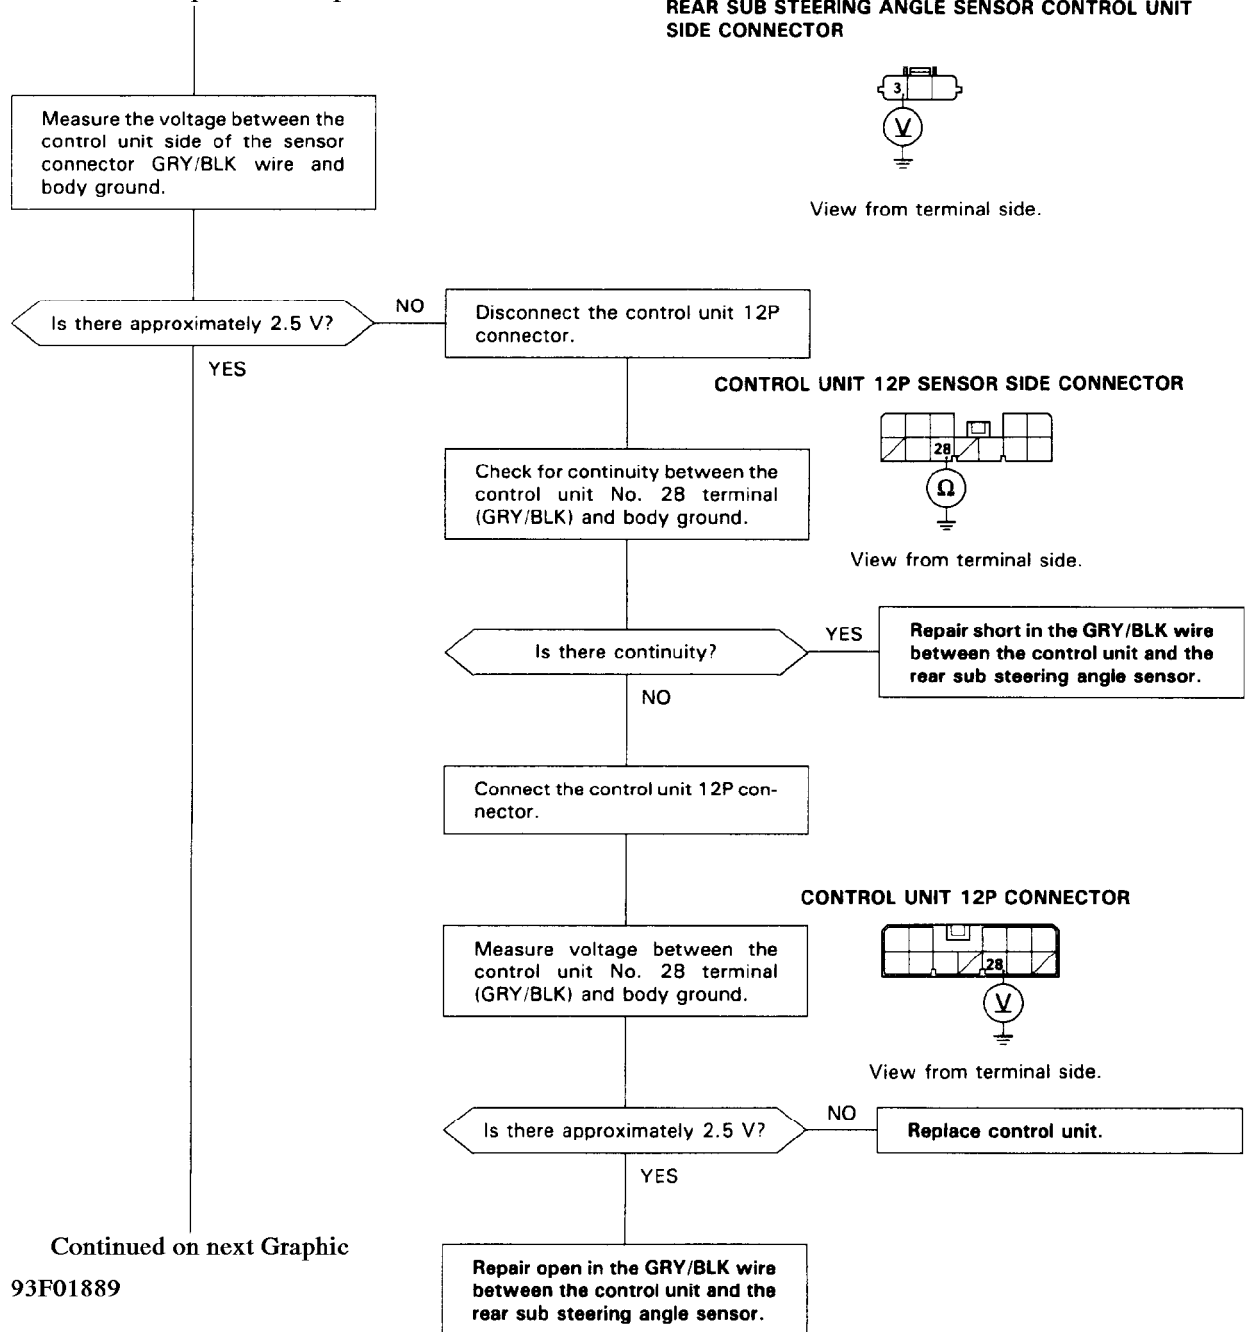 REAR SUB STEERING ANGLE SENSOR CONTROL UNIT
SIDE CONNECTOR
3
V
View from terminal side.
Measure the voltage between the
control unit side of the sensor
connector GRY/BLK wire and
body ground.
Is there approximately 2.5 V?
NO
YES
Disconnect the control unit 12P
connector.
CONTROL UNIT 12P SENSOR SIDE CONNECTOR
28
Ω
View from terminal side.
Check for continuity between the
control unit No. 28 terminal
(GRY/BLK) and body ground.
Is there continuity?
YES
NO
Repair short in the GRY/BLK wire
between the control unit and the
rear sub steering angle sensor.
Connect the control unit 12P con-
nector.
CONTROL UNIT 12P CONNECTOR
28
V
View from terminal side.
Measure voltage between the
control unit No. 28 terminal
(GRY/BLK) and body ground.
Is there approximately 2.5 V?
NO
YES
Replace control unit.
Repair open in the GRY/BLK wire
between the control unit and the
rear sub steering angle sensor.
Continued on next Graphic
93F01889